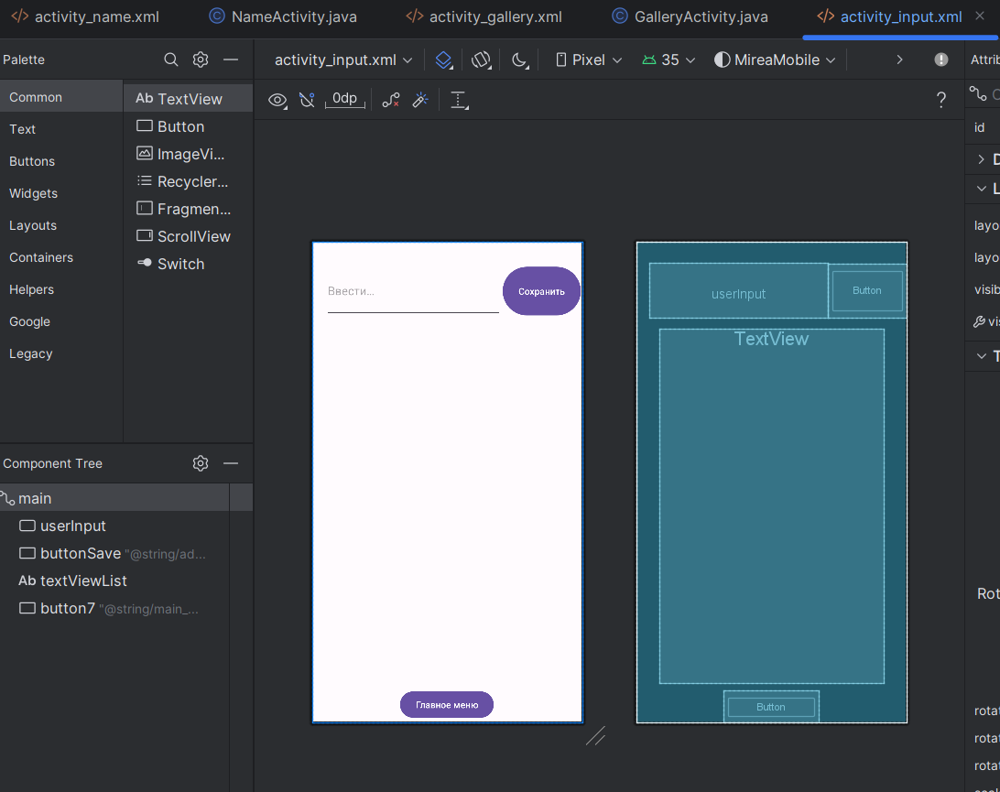 activity_name.xml
NameActivity.java
activity_gallery.xml
GalleryActivity.java
activity_input.xml
Palette
activity_input.xml
Pixel
35
MireaMobile
Attrib
Common
Text
Buttons
Widgets
Layouts
Containers
Helpers
Google
Legacy
Ab TextView
Button
ImageVi...
Recycler...
Fragmen...
ScrollView
Switch
0dp
?
id
D
L
layo
layo
visib
vis
T
Rot
rotat
rotat
rotat
Ввести...
Сохранить
Главное меню
userInput
Button
TextView
Button
Component Tree
main
userInput
buttonSave "@string/ad...
Ab textViewList
button7 "@string/main_...